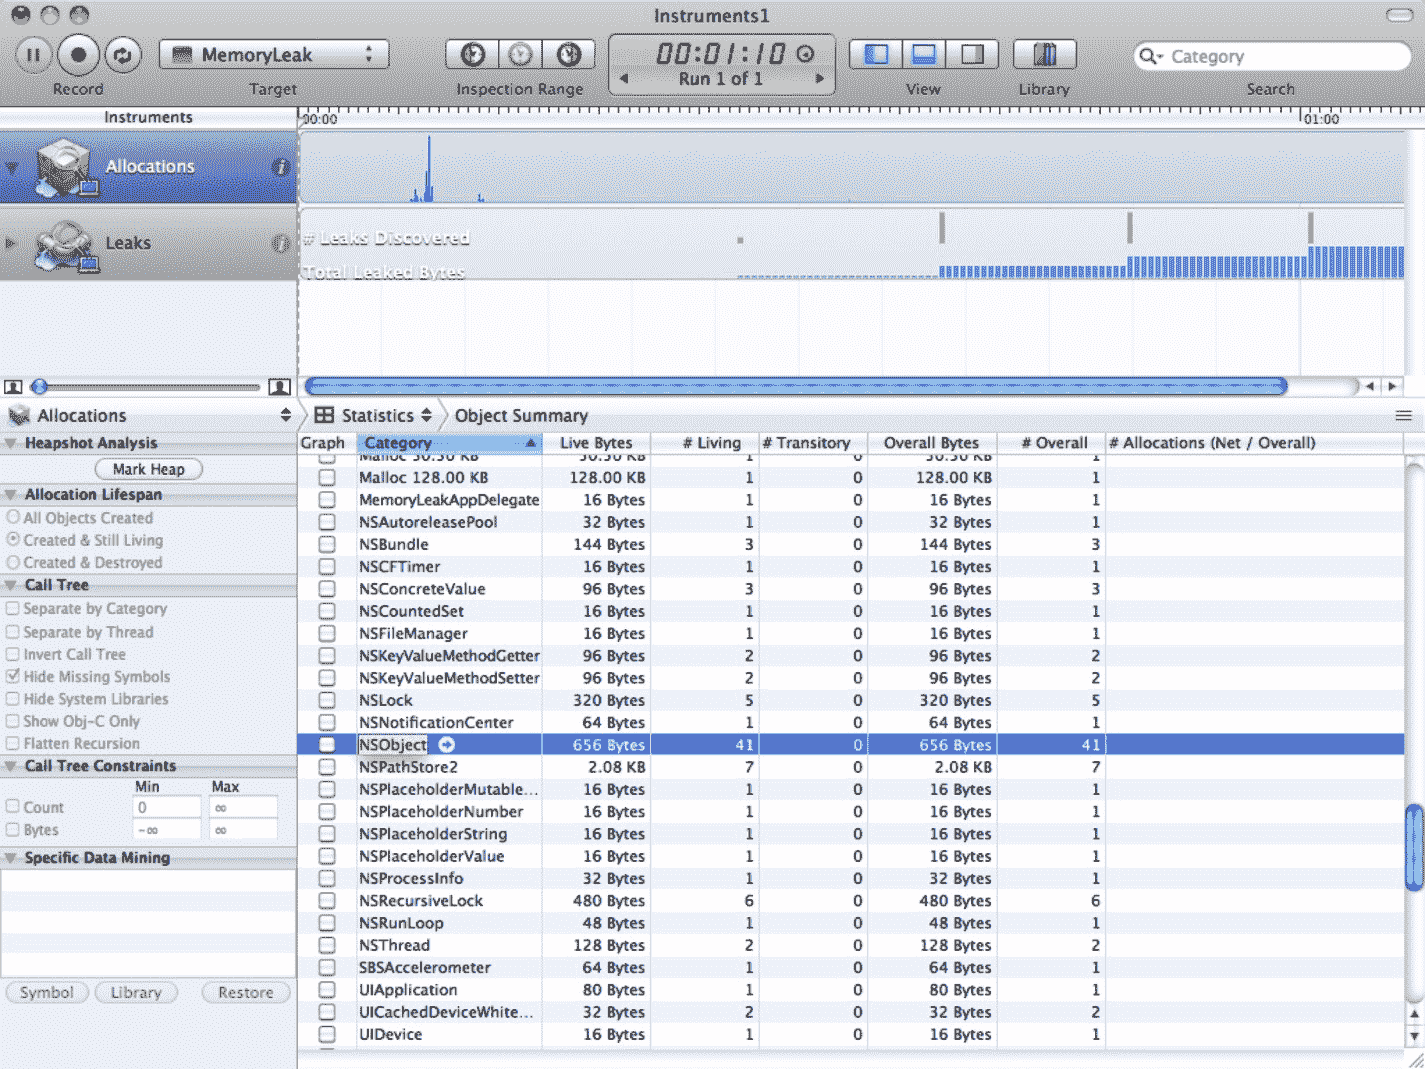 Instruments1
MemoryLeak
00:01:10
Run 1 of 1
Category
Record
Target
Inspection Range
View
Library
Search
Instruments
00:00
01:00
Allocations
Leaks
# Leaks Discovered
Total Leaked Bytes
Allocations
Statistics
Object Summary
Heapshot Analysis
Mark Heap
Allocation Lifespan
All Objects Created
Created & Still Living
Created & Destroyed
Call Tree
Separate by Category
Separate by Thread
Invert Call Tree
Hide Missing Symbols
Hide System Libraries
Show Obj-C Only
Flatten Recursion
Call Tree Constraints
Min Max
Count 0 ∞
Bytes -∞ ∞
Specific Data Mining
Symbol Library Restore
Graph Category Live Bytes # Living # Transitory Overall Bytes # Overall # Allocations (Net / Overall)
Malloc 128.00 KB 128.00 KB 1 0 128.00 KB 1
MemoryLeakAppDelegate 16 Bytes 1 0 16 Bytes 1
NSAutoreleasePool 32 Bytes 1 0 32 Bytes 1
NSBundle 144 Bytes 3 0 144 Bytes 3
NSCFTimer 16 Bytes 1 0 16 Bytes 1
NSConcreteValue 96 Bytes 3 0 96 Bytes 3
NSCountedSet 16 Bytes 1 0 16 Bytes 1
NSFileManager 16 Bytes 1 0 16 Bytes 1
NSKeyValueMethodGetter 96 Bytes 2 0 96 Bytes 2
NSKeyValueMethodSetter 96 Bytes 2 0 96 Bytes 2
NSLock 320 Bytes 5 0 320 Bytes 5
NSNotificationCenter 64 Bytes 1 0 64 Bytes 1
NSObject 656 Bytes 41 0 656 Bytes 41
NSPathStore2 2.08 KB 7 0 2.08 KB 7
NSPlaceholderMutable... 16 Bytes 1 0 16 Bytes 1
NSPlaceholderNumber 16 Bytes 1 0 16 Bytes 1
NSPlaceholderString 16 Bytes 1 0 16 Bytes 1
NSPlaceholderValue 16 Bytes 1 0 16 Bytes 1
NSProcessInfo 32 Bytes 1 0 32 Bytes 1
NSRecursiveLock 480 Bytes 6 0 480 Bytes 6
NSRunLoop 48 Bytes 1 0 48 Bytes 1
NSThread 128 Bytes 2 0 128 Bytes 2
SBSAccelerometer 64 Bytes 1 0 64 Bytes 1
UIApplication 80 Bytes 1 0 80 Bytes 1
UICachedDeviceWhite... 32 Bytes 2 0 32 Bytes 2
UIDevice 16 Bytes 1 0 16 Bytes 1